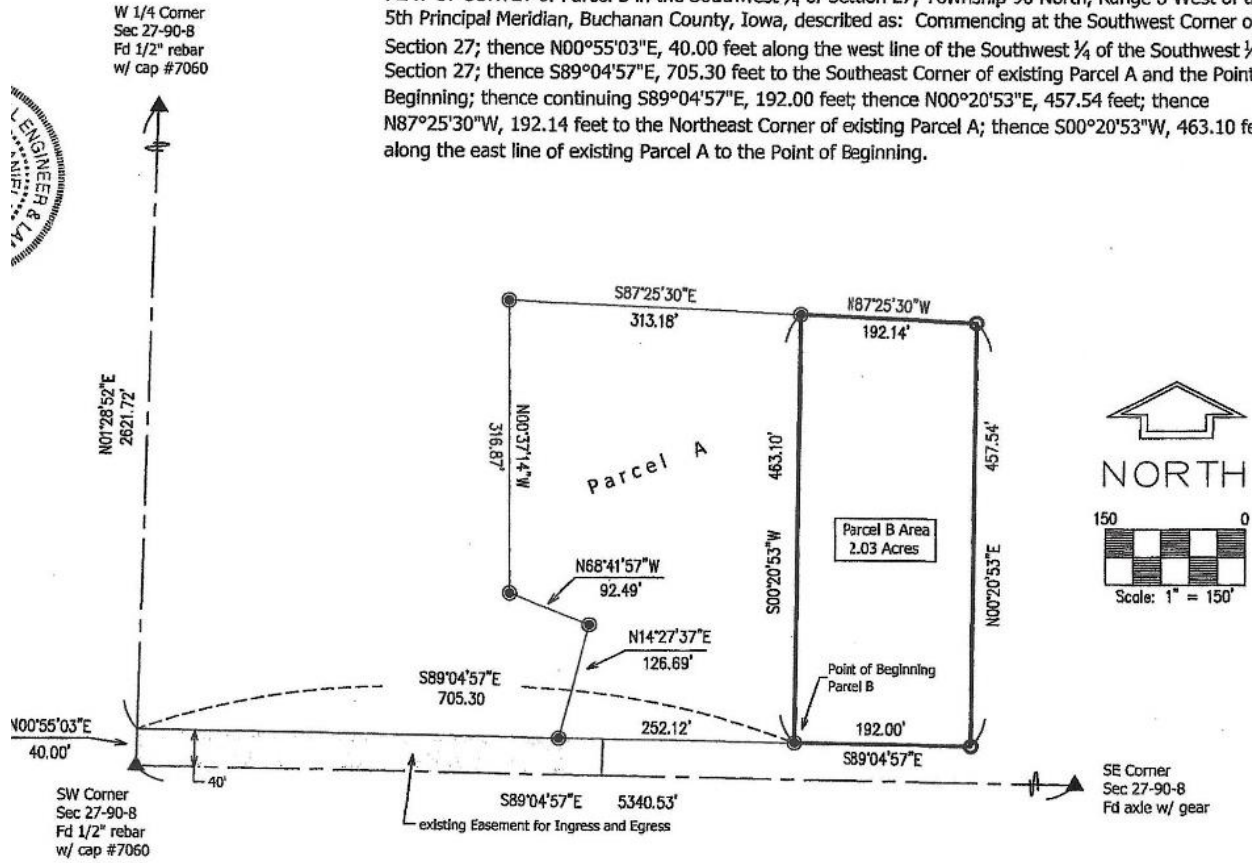 W 1/4 Corner
Sec 27-90-8
Fd 1/2" rebar
w/ cap #7060
5th Principal Meridian, Buchanan County, Iowa, described as: Commencing at the Southwest Corner o
Section 27; thence N00°55'03"E, 40.00 feet along the west line of the Southwest ¼ of the Southwest ¼
Section 27; thence S89°04'57"E, 705.30 feet to the Southeast Corner of existing Parcel A and the Point
Beginning; thence continuing S89°04'57"E, 192.00 feet; thence N00°20'53"E, 457.54 feet; thence
N87°25'30"W, 192.14 feet to the Northeast Corner of existing Parcel A; thence S00°20'53"W, 463.10 fe
along the east line of existing Parcel A to the Point of Beginning.
L ENGINEER & LA
N01°28'52"E
2621.72'
S87°25'30"E
313.18'
N87°25'30"W
192.14'
N00°37'14"W
316.87'
Parcel A
463.10'
S00°20'53"W
Parcel B Area
2.03 Acres
457.54'
N00°20'53"E
NORTH
150 0
Scale: 1" = 150'
N68°41'57"W
92.49'
N14°27'37"E
126.69'
S89°04'57"E
705.30
Point of Beginning
Parcel B
N00°55'03"E
40.00'
40'
252.12'
192.00'
S89°04'57"E
S89°04'57"E 5340.53'
existing Easement for Ingress and Egress
SW Corner
Sec 27-90-8
Fd 1/2" rebar
w/ cap #7060
SE Corner
Sec 27-90-8
Fd axle w/ gear